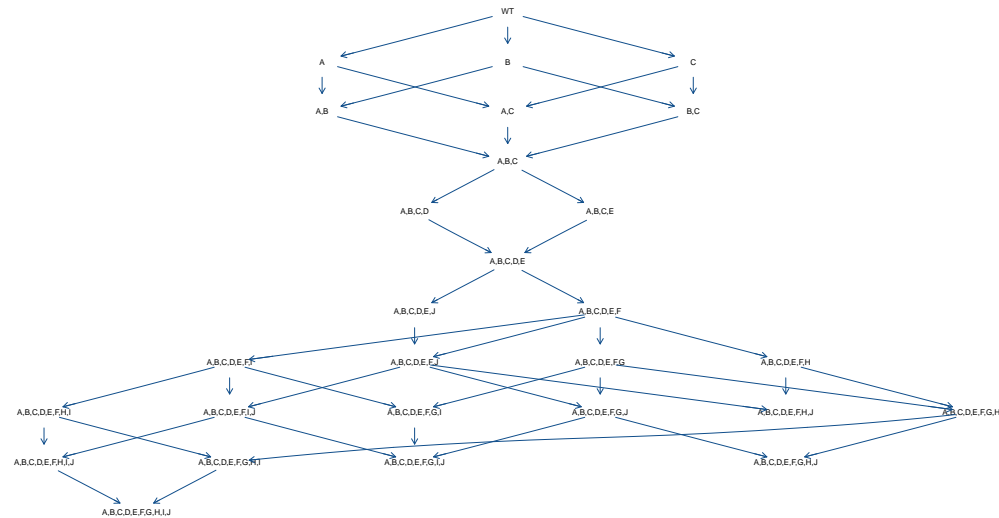 WT
A
B
C
A,B
A,C
B,C
A,B,C
A,B,C,D
A,B,C,E
A,B,C,D,E
A,B,C,D,E,J
A,B,C,D,E,F
A,B,C,D,E,F,I
A,B,C,D,E,F,J
A,B,C,D,E,F,G
A,B,C,D,E,F,H
A,B,C,D,E,F,H,I
A,B,C,D,E,F,I,J
A,B,C,D,E,F,G,I
A,B,C,D,E,F,G,J
A,B,C,D,E,F,H,J
A,B,C,D,E,F,G,H
A,B,C,D,E,F,H,I,J
A,B,C,D,E,F,G,H,I
A,B,C,D,E,F,G,I,J
A,B,C,D,E,F,G,H,J
A,B,C,D,E,F,G,H,I,J